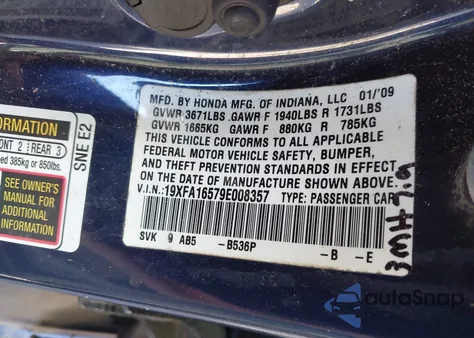 MFD. BY HONDA MFG. OF INDIANA, LLC 01/'09
GVWR 3671LBS GAWR F 1940LBS R 1731LBS
GVWR 1665KG GAWR F 880KG R 785KG
THIS VEHICLE CONFORMS TO ALL APPLICABLE
FEDERAL MOTOR VEHICLE SAFETY, BUMPER,
AND THEFT PREVENTION STANDARDS IN EFFECT
ON THE DATE OF MANUFACTURE SHOWN ABOVE.
V.I.N.: 19XFA16579E008357 TYPE: PASSENGER CAR
SVK 9 AB5 -B536P -B -E
ORMATION
ONT 2 REAR 3
ed 385kg or 850lbs.
SEE OWNER'S
MANUAL FOR
ADDITIONAL
INFORMATION
SNE E2
autoSnap